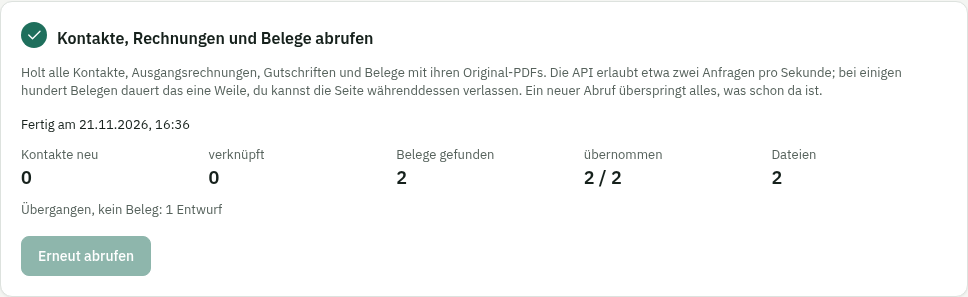 Kontakte, Rechnungen und Belege abrufen
Holt alle Kontakte, Ausgangsrechnungen, Gutschriften und Belege mit ihren Original-PDFs. Die API erlaubt etwa zwei Anfragen pro Sekunde; bei einigen
hundert Belegen dauert das eine Weile, du kannst die Seite währenddessen verlassen. Ein neuer Abruf überspringt alles, was schon da ist.
Fertig am 21.11.2026, 16:36
Kontakte neu verknüpft Belege gefunden übernommen Dateien
0 0 2 2 / 2 2
Übergangen, kein Beleg: 1 Entwurf
Erneut abrufen